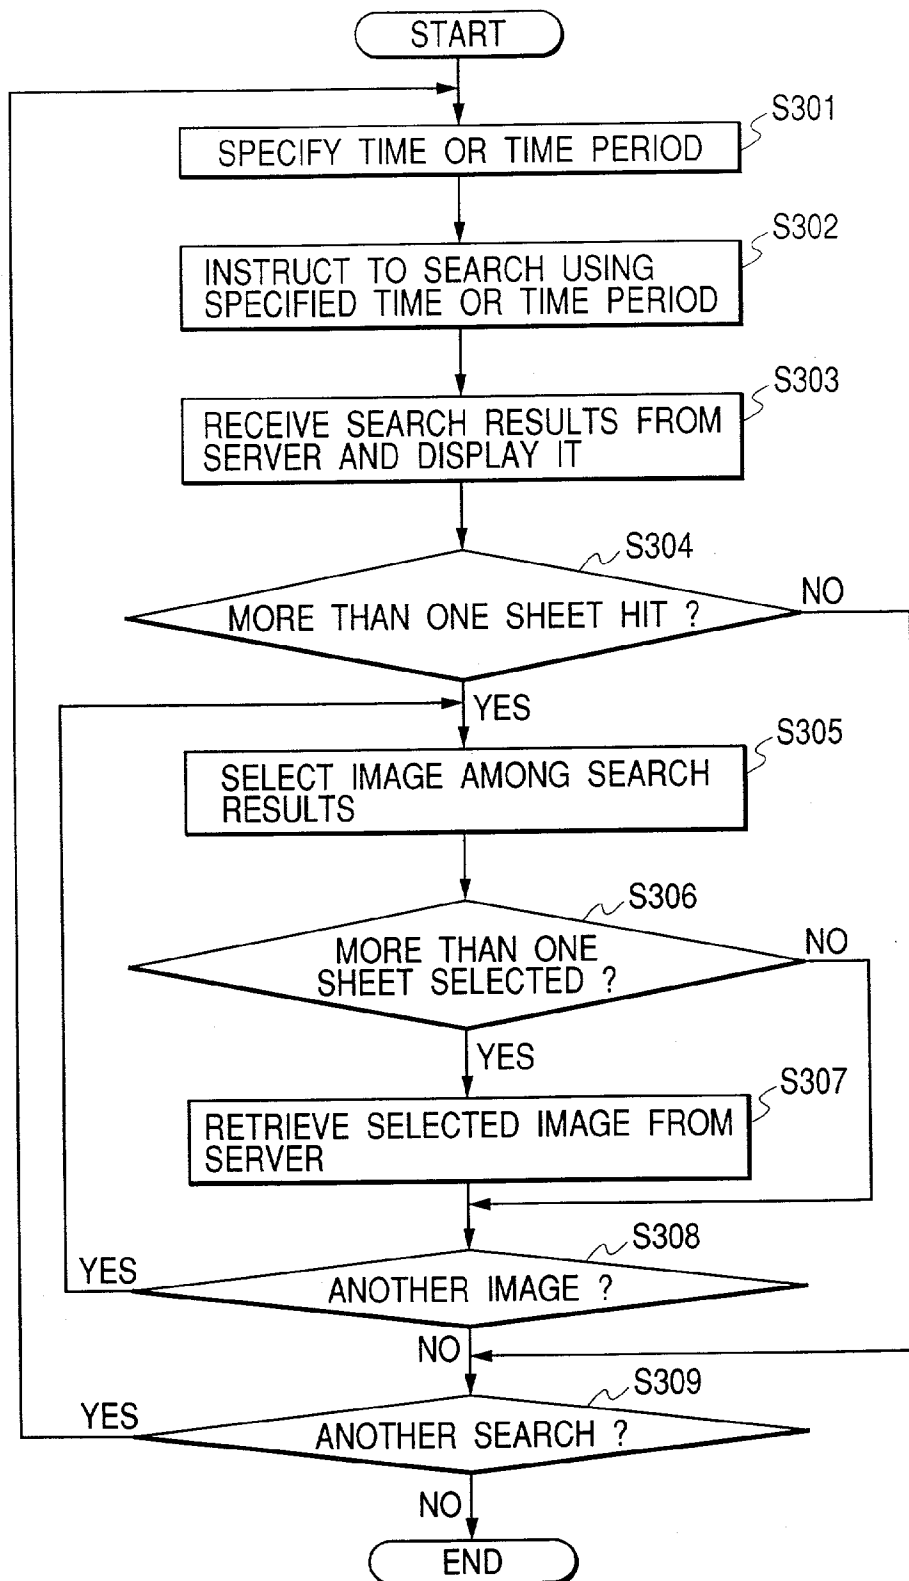 START
S301
SPECIFY TIME OR TIME PERIOD
S302
INSTRUCT TO SEARCH USING
SPECIFIED TIME OR TIME PERIOD
S303
RECEIVE SEARCH RESULTS FROM
SERVER AND DISPLAY IT
S304
MORE THAN ONE SHEET HIT ?
NO
YES
S305
SELECT IMAGE AMONG SEARCH
RESULTS
S306
MORE THAN ONE
SHEET SELECTED ?
NO
YES
S307
RETRIEVE SELECTED IMAGE FROM
SERVER
S308
ANOTHER IMAGE ?
YES
NO
S309
ANOTHER SEARCH ?
YES
NO
END